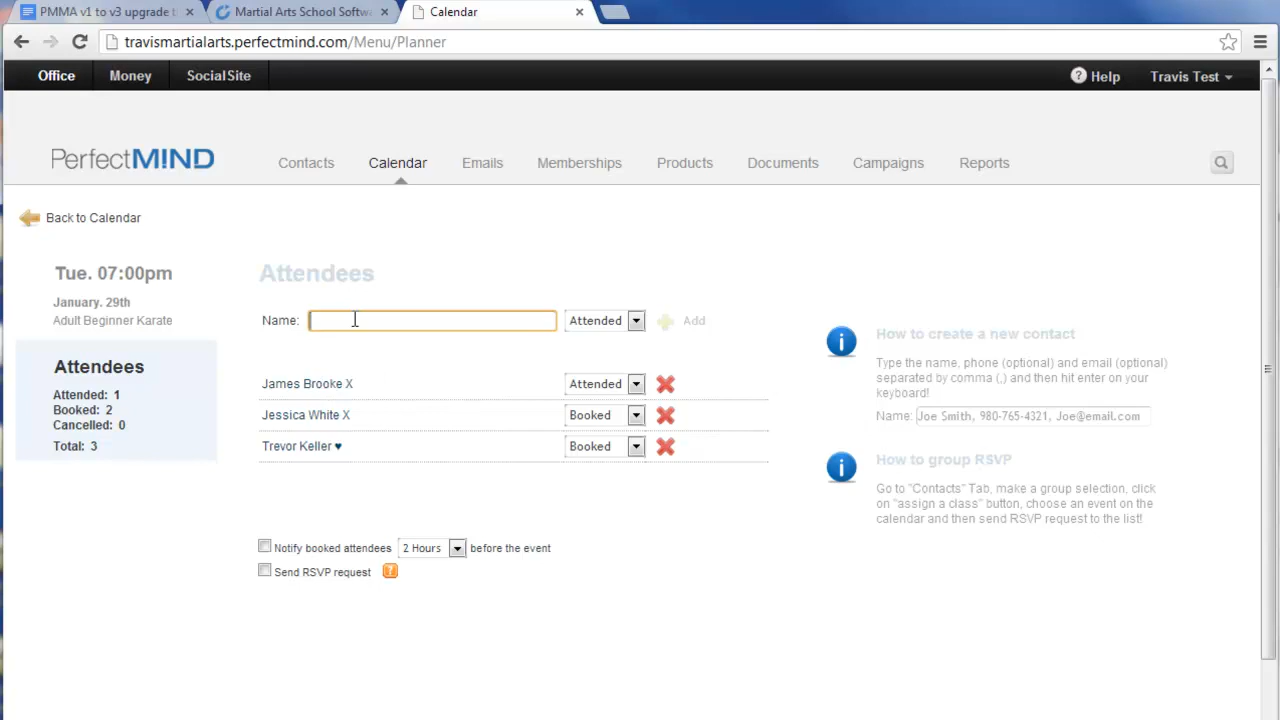 PMMA v1 to v3 upgrade t
Martial Arts School Softwa
Calendar
travismartialarts.perfectmind.com/Menu/Planner
Office Money Social Site Help Travis Test
PerfectMIND Contacts Calendar Emails Memberships Products Documents Campaigns Reports
Back to Calendar
Tue. 07:00pm
January. 29th
Adult Beginner Karate
Attendees
Attended: 1
Booked: 2
Cancelled: 0
Total: 3
Attendees
Name: Attended Add
James Brooke X Attended
Jessica White X Booked
Trevor Keller ♥ Booked
Notify booked attendees 2 Hours before the event
Send RSVP request ?
How to create a new contact
Type the name, phone (optional) and email (optional)
separated by comma (,) and then hit enter on your
keyboard!
Name: Joe Smith, 980-765-4321, Joe@email.com
How to group RSVP
Go to "Contacts" Tab, make a group selection, click
on "assign a class" button, choose an event on the
calendar and then send RSVP request to the list!